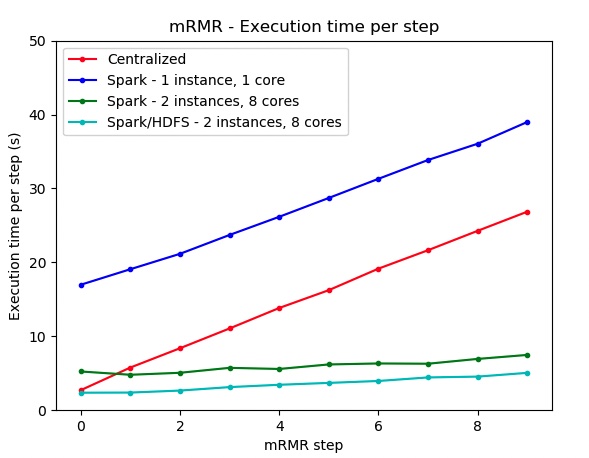 mRMR - Execution time per step
Centralized
Spark - 1 instance, 1 core
Spark - 2 instances, 8 cores
Spark/HDFS - 2 instances, 8 cores
Execution time per step (s)
50
40
30
20
10
0
0 2 4 6 8
mRMR step